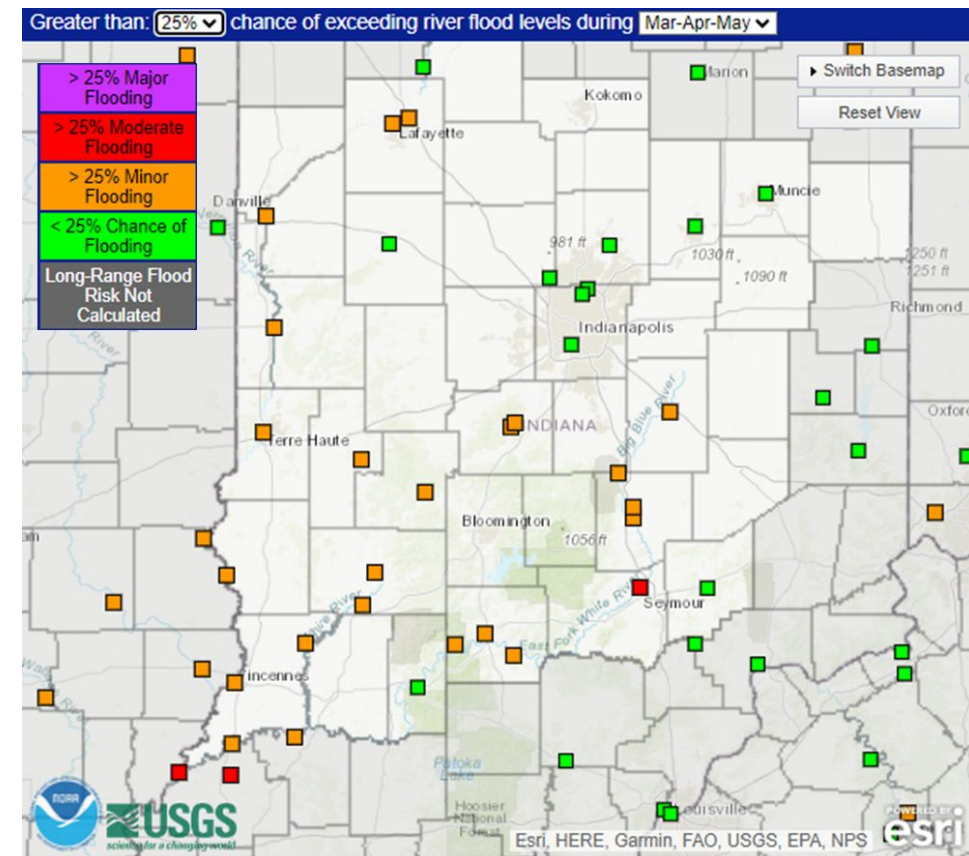 Greater than: 25% chance of exceeding river flood levels during Mar-Apr-May
> 25% Major
Flooding
> 25% Moderate
Flooding
> 25% Minor
Flooding
< 25% Chance of
Flooding
Long-Range Flood
Risk Not
Calculated
Switch Basemap
Reset View
Marion
Kokomo
Lafayette
Danville
Muncie
981 ft
1030 ft
1090 ft
1250 ft
1251 ft
Richmond
Indianapolis
River
Big Blue River
Oxford
INDIANA
Terre Haute
Bloomington
1056 ft
Seymour
White River
East Fork White River
Vincennes
Patoka
Lake
Hoosier
National
Forest
Louisville
NOAA
USGS
science for a changing world
POWERED BY
esri
Esri, HERE, Garmin, FAO, USGS, EPA, NPS